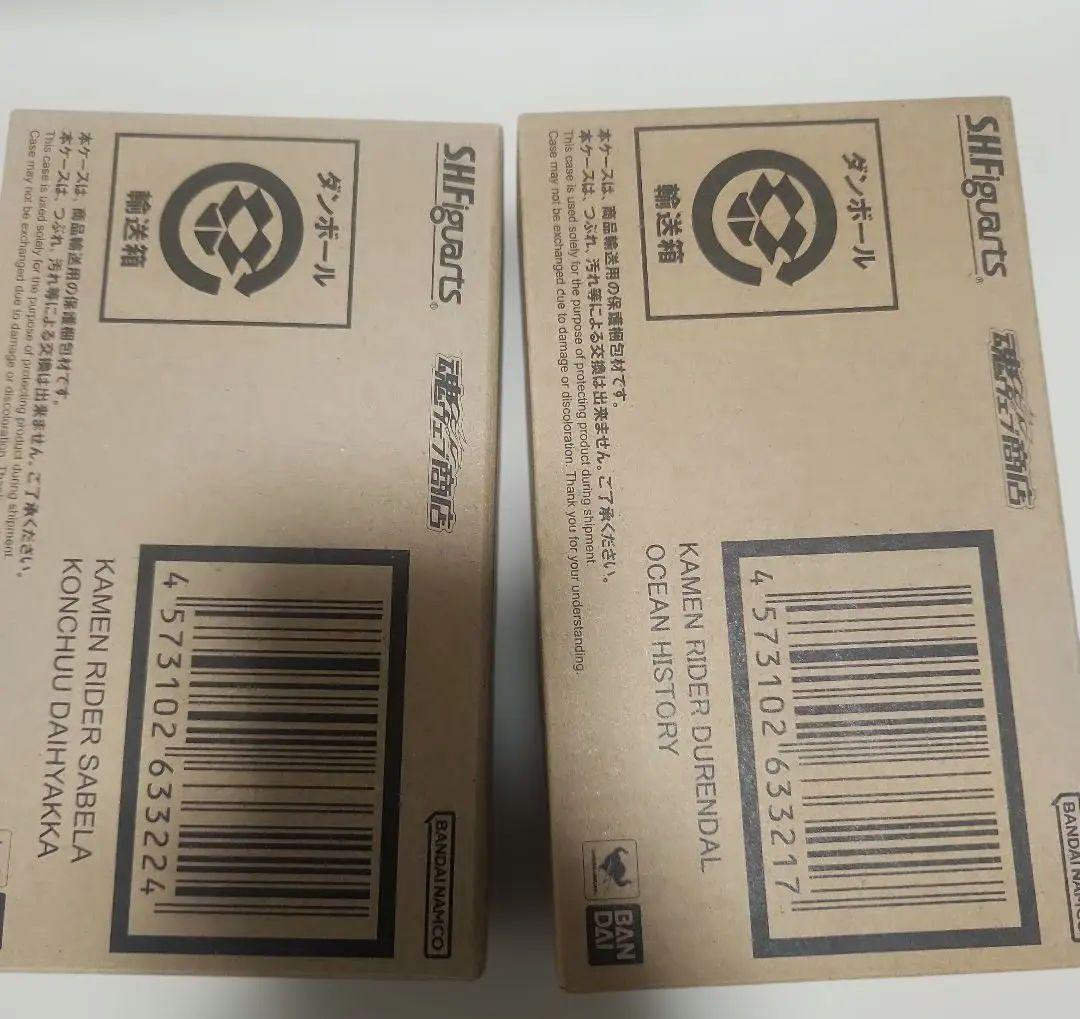 SHFiguarts®
魂ウェブ商店
ダンボール
輸送箱
本ケースは、商品輸送用の保護梱包材です。
本ケースは、つぶれ、汚れ等による交換は出来ません。ご了承ください。
This case is used solely for the purpose of protecting product during shipment.
Case may not be exchanged due to damage or discoloration. Thank
4 573102 633224
KAMEN RIDER SABELA
KONCHUU DAIHYAKKA
BANDAI NAMCO
SHFiguarts®
魂ウェブ商店
ダンボール
輸送箱
本ケースは、商品輸送用の保護梱包材です。
本ケースは、つぶれ、汚れ等による交換は出来ません。ご了承ください。
This case is used solely for the purpose of protecting product during shipment.
Case may not be exchanged due to damage or discoloration. Thank you for your understanding.
4 573102 633217
KAMEN RIDER DURENDAL
OCEAN HISTORY
BANDAI NAMCO
BAN
DAI